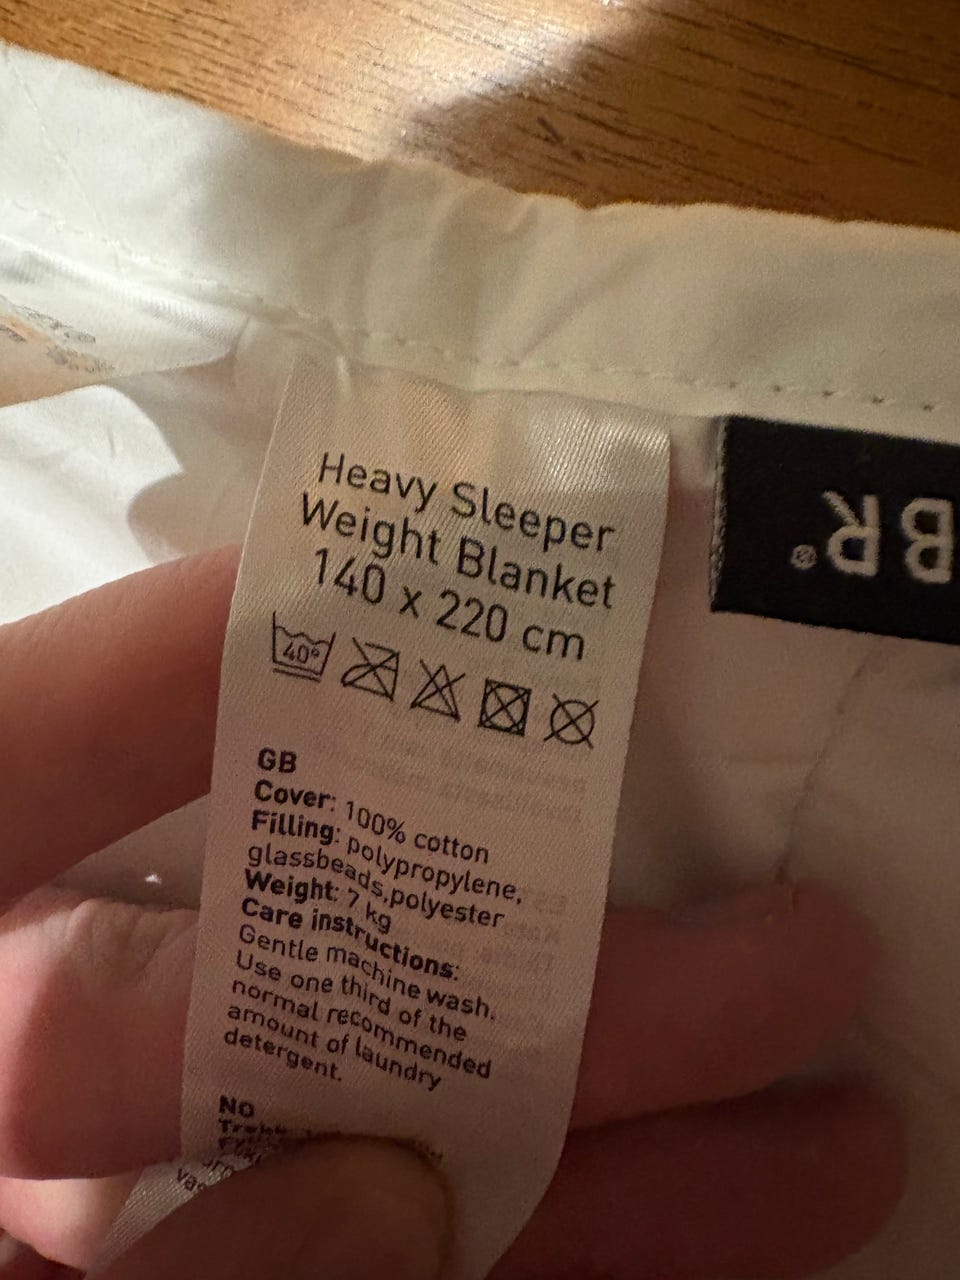 Heavy Sleeper
Weight Blanket
140 x 220 cm
40°
GB
Cover: 100% cotton
Filling: polypropylene,
glassbeads,polyester
Weight: 7 kg
Care instructions:
Gentle machine wash.
Use one third of the
normal recommended
amount of laundry
detergent.
NO
BR®